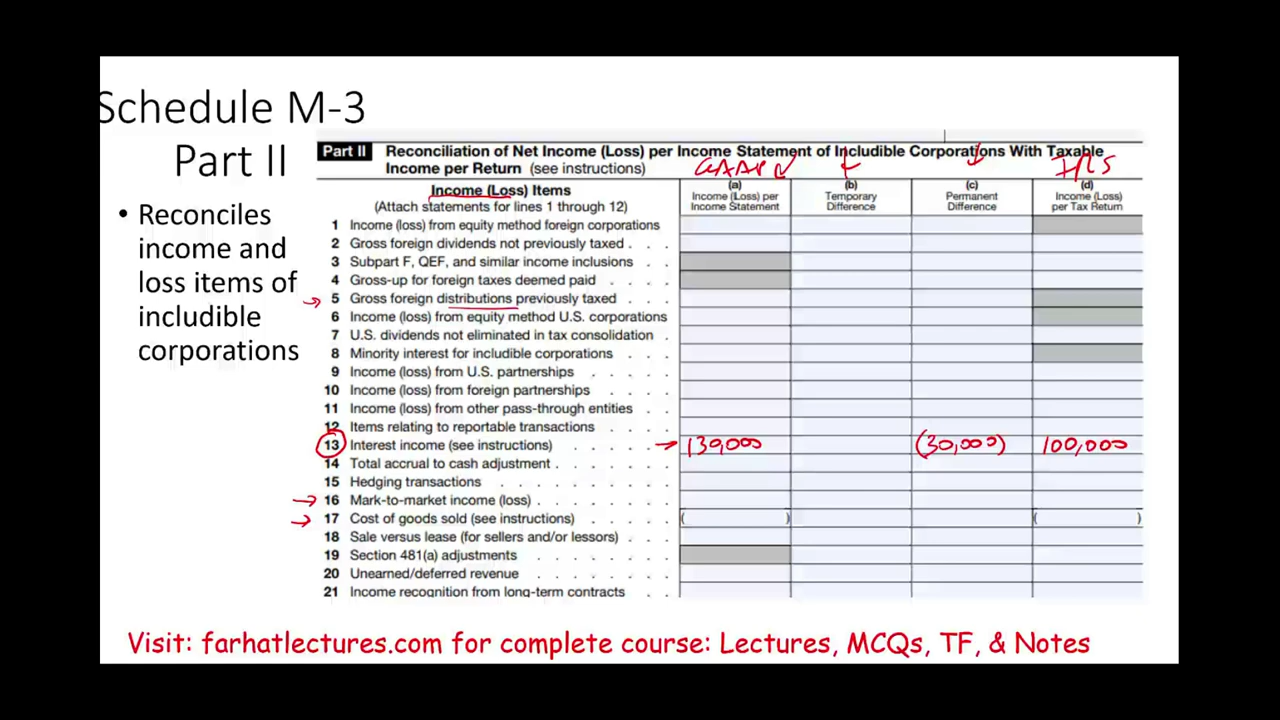 Schedule M-3
Part II
• Reconciles
income and
loss items of
includible
corporations
Part II Reconciliation of Net Income (Loss) per Income Statement of Includible Corporations With Taxable
Income per Return (see instructions)
GAAP IRS
Income (Loss) Items
(Attach statements for lines 1 through 12)
(a)
Income (Loss) per
Income Statement
(b)
Temporary
Difference
(c)
Permanent
Difference
(d)
Income (Loss)
per Tax Return
1 Income (loss) from equity method foreign corporations
2 Gross foreign dividends not previously taxed . . .
3 Subpart F, QEF, and similar income inclusions . .
4 Gross-up for foreign taxes deemed paid . . . .
5 Gross foreign distributions previously taxed . . .
6 Income (loss) from equity method U.S. corporations
7 U.S. dividends not eliminated in tax consolidation .
8 Minority interest for includible corporations . . .
9 Income (loss) from U.S. partnerships . . . . .
10 Income (loss) from foreign partnerships . . . .
11 Income (loss) from other pass-through entities . .
12 Items relating to reportable transactions . . . .
13 Interest income (see instructions) . . . . . 130,000 (30,000) 100,000
14 Total accrual to cash adjustment . . . . . .
15 Hedging transactions . . . . . . . .
16 Mark-to-market income (loss) . . . . . . .
17 Cost of goods sold (see instructions) . . . . . ( ) ( )
18 Sale versus lease (for sellers and/or lessors) . . .
19 Section 481(a) adjustments . . . . . . .
20 Unearned/deferred revenue . . . . . . .
21 Income recognition from long-term contracts . .
Visit: farhatlectures.com for complete course: Lectures, MCQs, TF, & Notes